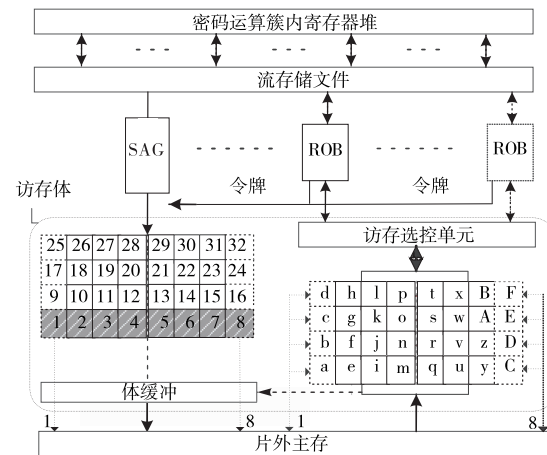 密码运算簇内寄存器堆
流存储文件
SAG
ROB
ROB
令牌
令牌
访存体
访存选控单元
25 26 27 28 29 30 31 32
17 18 19 20 21 22 23 24
9 10 11 12 13 14 15 16
1 2 3 4 5 6 7 8
d h l p t x B F
c g k o s w A E
b f j n r v z D
a e i m q u y C
体缓冲
1 8 1 8
片外主存